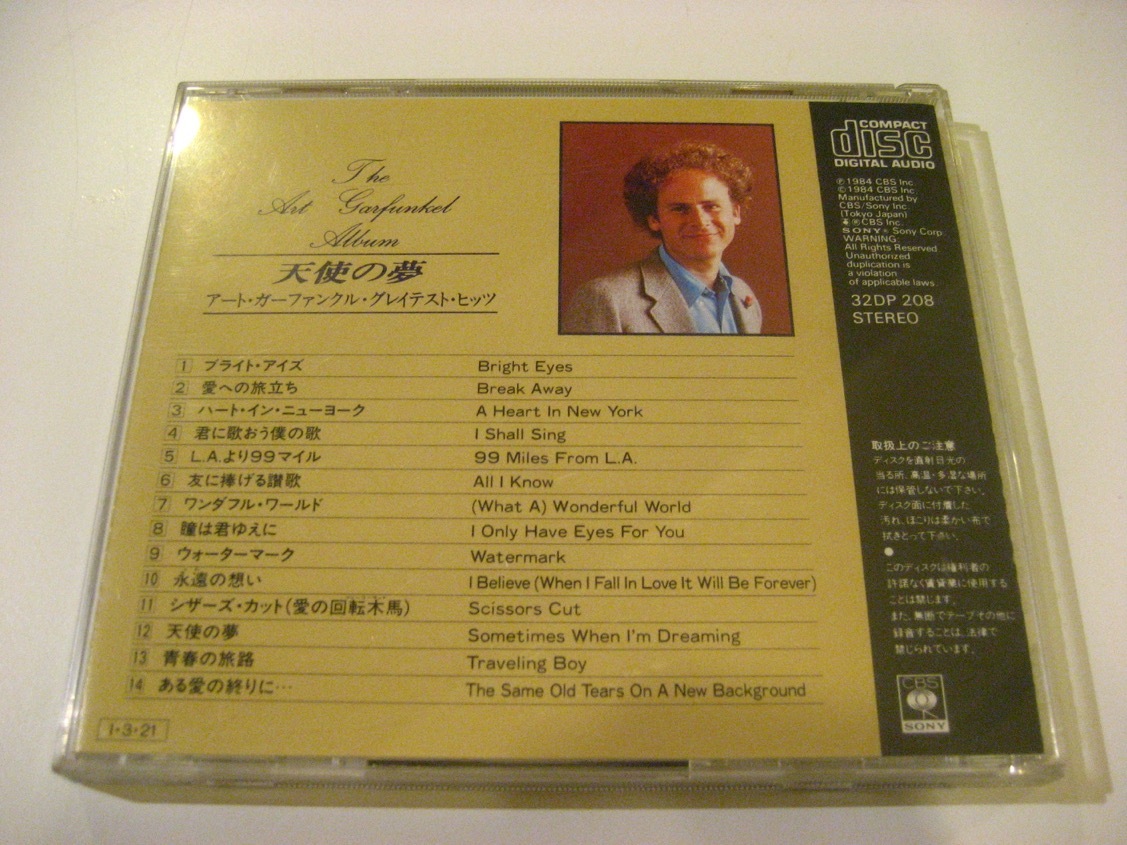 The
Art Garfunkel
Album
天使の夢
アート・ガーファンクル・グレイテスト・ヒッツ
1 ブライト・アイズ Bright Eyes
2 愛への旅立ち Break Away
3 ハート・イン・ニューヨーク A Heart In New York
4 君に歌おう僕の歌 I Shall Sing
5 L.A.より99マイル 99 Miles From L.A.
6 友に捧げる讃歌 All I Know
7 ワンダフル・ワールド (What A) Wonderful World
8 瞳は君ゆえに I Only Have Eyes For You
9 ウォーターマーク Watermark
10 永遠の想い I Believe (When I Fall In Love It Will Be Forever)
11 シザーズ・カット(愛の回転木馬) Scissors Cut
12 天使の夢 Sometimes When I'm Dreaming
13 青春の旅路 Traveling Boy
14 ある愛の終りに… The Same Old Tears On A New Background
1・3・21
COMPACT
disc
DIGITAL AUDIO
℗1984 CBS Inc.
©1984 CBS Inc.
Manufactured by
CBS/Sony Inc.
(Tokyo Japan)
®CBS Inc.
SONY® Sony Corp.
WARNING
All Rights Reserved
Unauthorized
duplication is
a violation
of applicable laws.
32DP 208
STEREO
取扱上のご注意
ディスクを直射日光の
当る所、高温・多湿な場所
には保管しないで下さい。
ディスク面に付着した
汚れ、ほこりは柔かい布で
拭きとって下さい。
●
このディスクは権利者の
許諾なく賃貸業に使用する
ことは禁じます。
また、無断でテープその他に
録音することは、法律で
禁じられています。
CBS
SONY